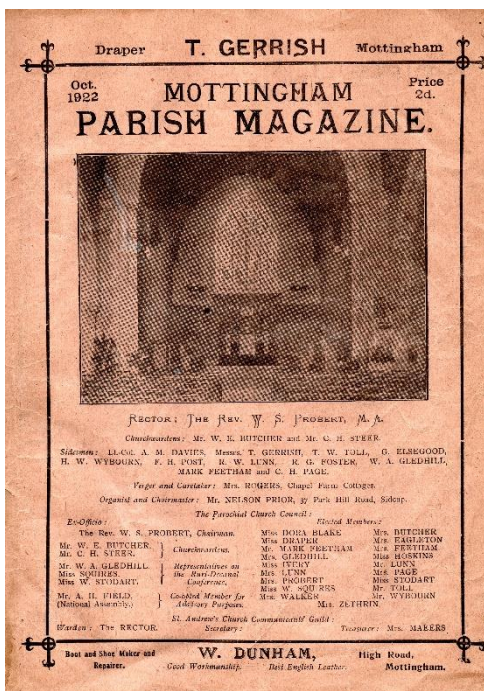 Draper T. GERRISH Mottingham
Oct. 1922 Price 2d.
MOTTINGHAM
PARISH MAGAZINE.
RECTOR: THE REV. W. S. PROBERT, M.A.
Churchwardens: Mr. W. E. BUTCHER and Mr. C. H. STEER.
Sidesmen: Lt.-Col. A. M. DAVIES, Messrs. T. GERRISH, T. W. TOLL, G. ELSEGOOD,
H. W. WYBOURN, F. H. POST, R. W. LUNN, R. G. FOSTER, W. A. GLEDHILL,
MARK FEETHAM and C. H. PAGE.
Verger and Caretaker: Mrs. ROGERS, Chapel Farm Cottages.
Organist and Choirmaster: Mr. NELSON PRIOR, 37 Park Hill Road, Sidcup.
The Parochial Church Council:
Ex-Officio: Elected Members:
The Rev. W. S. PROBERT, Chairman.
Mr. W. E. BUTCHER.
Mr. C. H. STEER.
Churchwardens.
Mr. W. A. GLEDHILL.
Miss SQUIRES.
Miss W. STODART.
Representatives on
the Ruri-Decanal
Conference.
Mr. A. H. FIELD.
(National Assembly.)
Co-opted Member for
Advisory Purposes.
Miss DORA BLAKE
Miss DRAPER
Mr. MARK FEETHAM
Mrs. GLEDHILL
Miss IVERY
Mrs. LUNN
Mrs. PROBERT
Miss W. SQUIRES
Mrs. WALKER
Mrs. BUTCHER
Mrs. EAGLETON
Mrs. FEETHAM
Miss HOSKINS
Mr. LUNN
Mrs. PAGE
Miss STODART
Mr. TOLL
Mr. WYBOURN
Mrs. ZETHRIN
St. Andrew's Church Communicants' Guild:
Warden: The RECTOR. Secretary: Treasurer: Mrs. MAKERS
Boot and Shoe Maker and
Repairer.
W. DUNHAM,
Good Workmanship. Best English Leather.
High Road,
Mottingham.